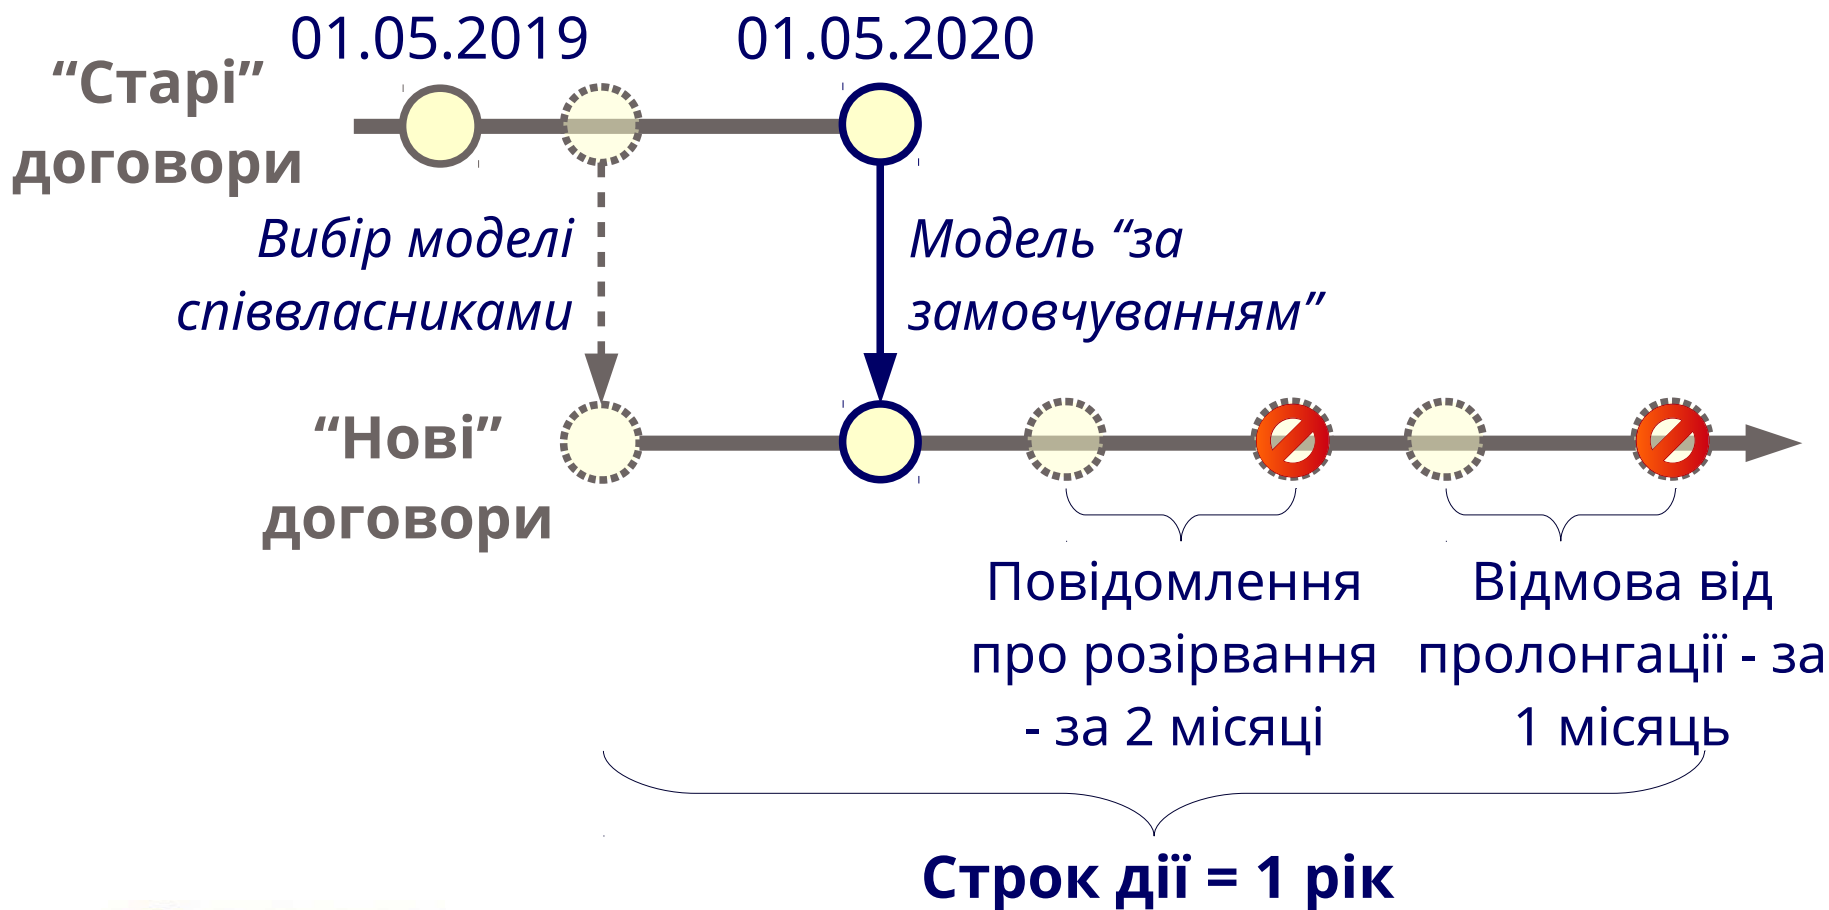 01.05.2019
01.05.2020
“Старі”
договори
Вибір моделі
співвласниками
Модель “за
замовчуванням”
“Нові”
договори
Повідомлення
про розірвання
- за 2 місяці
Відмова від
пролонгації - за
1 місяць
Строк дії = 1 рік